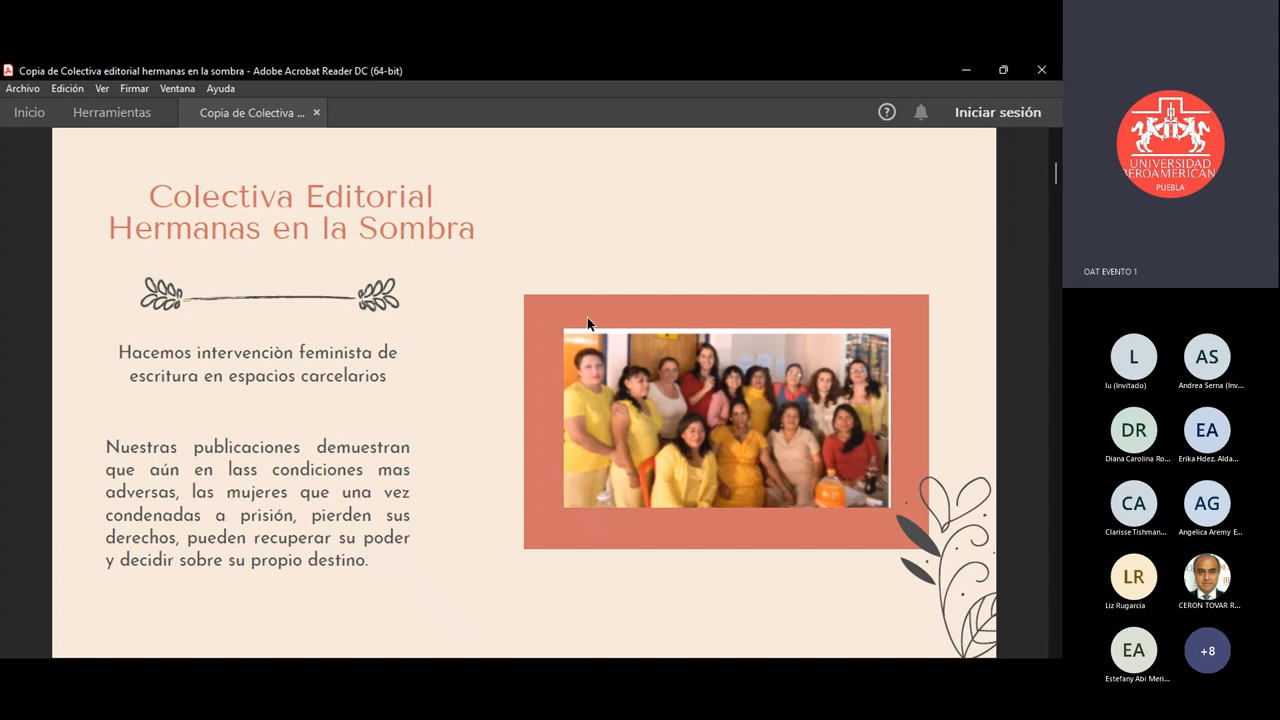 Copia de Colectiva editorial hermanas en la sombra - Adobe Acrobat Reader DC (64-bit)
Archivo Edición Ver Firmar Ventana Ayuda
Inicio Herramientas Copia de Colectiva ... × ? Iniciar sesión
Colectiva Editorial
Hermanas en la Sombra
Hacemos intervenciòn feminista de
escritura en espacios carcelarios
Nuestras publicaciones demuestran
que aún en lass condiciones mas
adversas, las mujeres que una vez
condenadas a prisión, pierden sus
derechos, pueden recuperar su poder
y decidir sobre su propio destino.
UNIVERSIDAD
IBEROAMERICANA
PUEBLA
OAT EVENTO 1
L AS
lu (Invitado) Andrea Serna (Inv...
DR EA
Diana Carolina Ro... Erika Hdez. Alda...
CA AG
Clarisse Tishman... Angelica Aremy E...
LR
Liz Rugarcia CERON TOVAR R...
EA +8
Estefany Abi Meri...